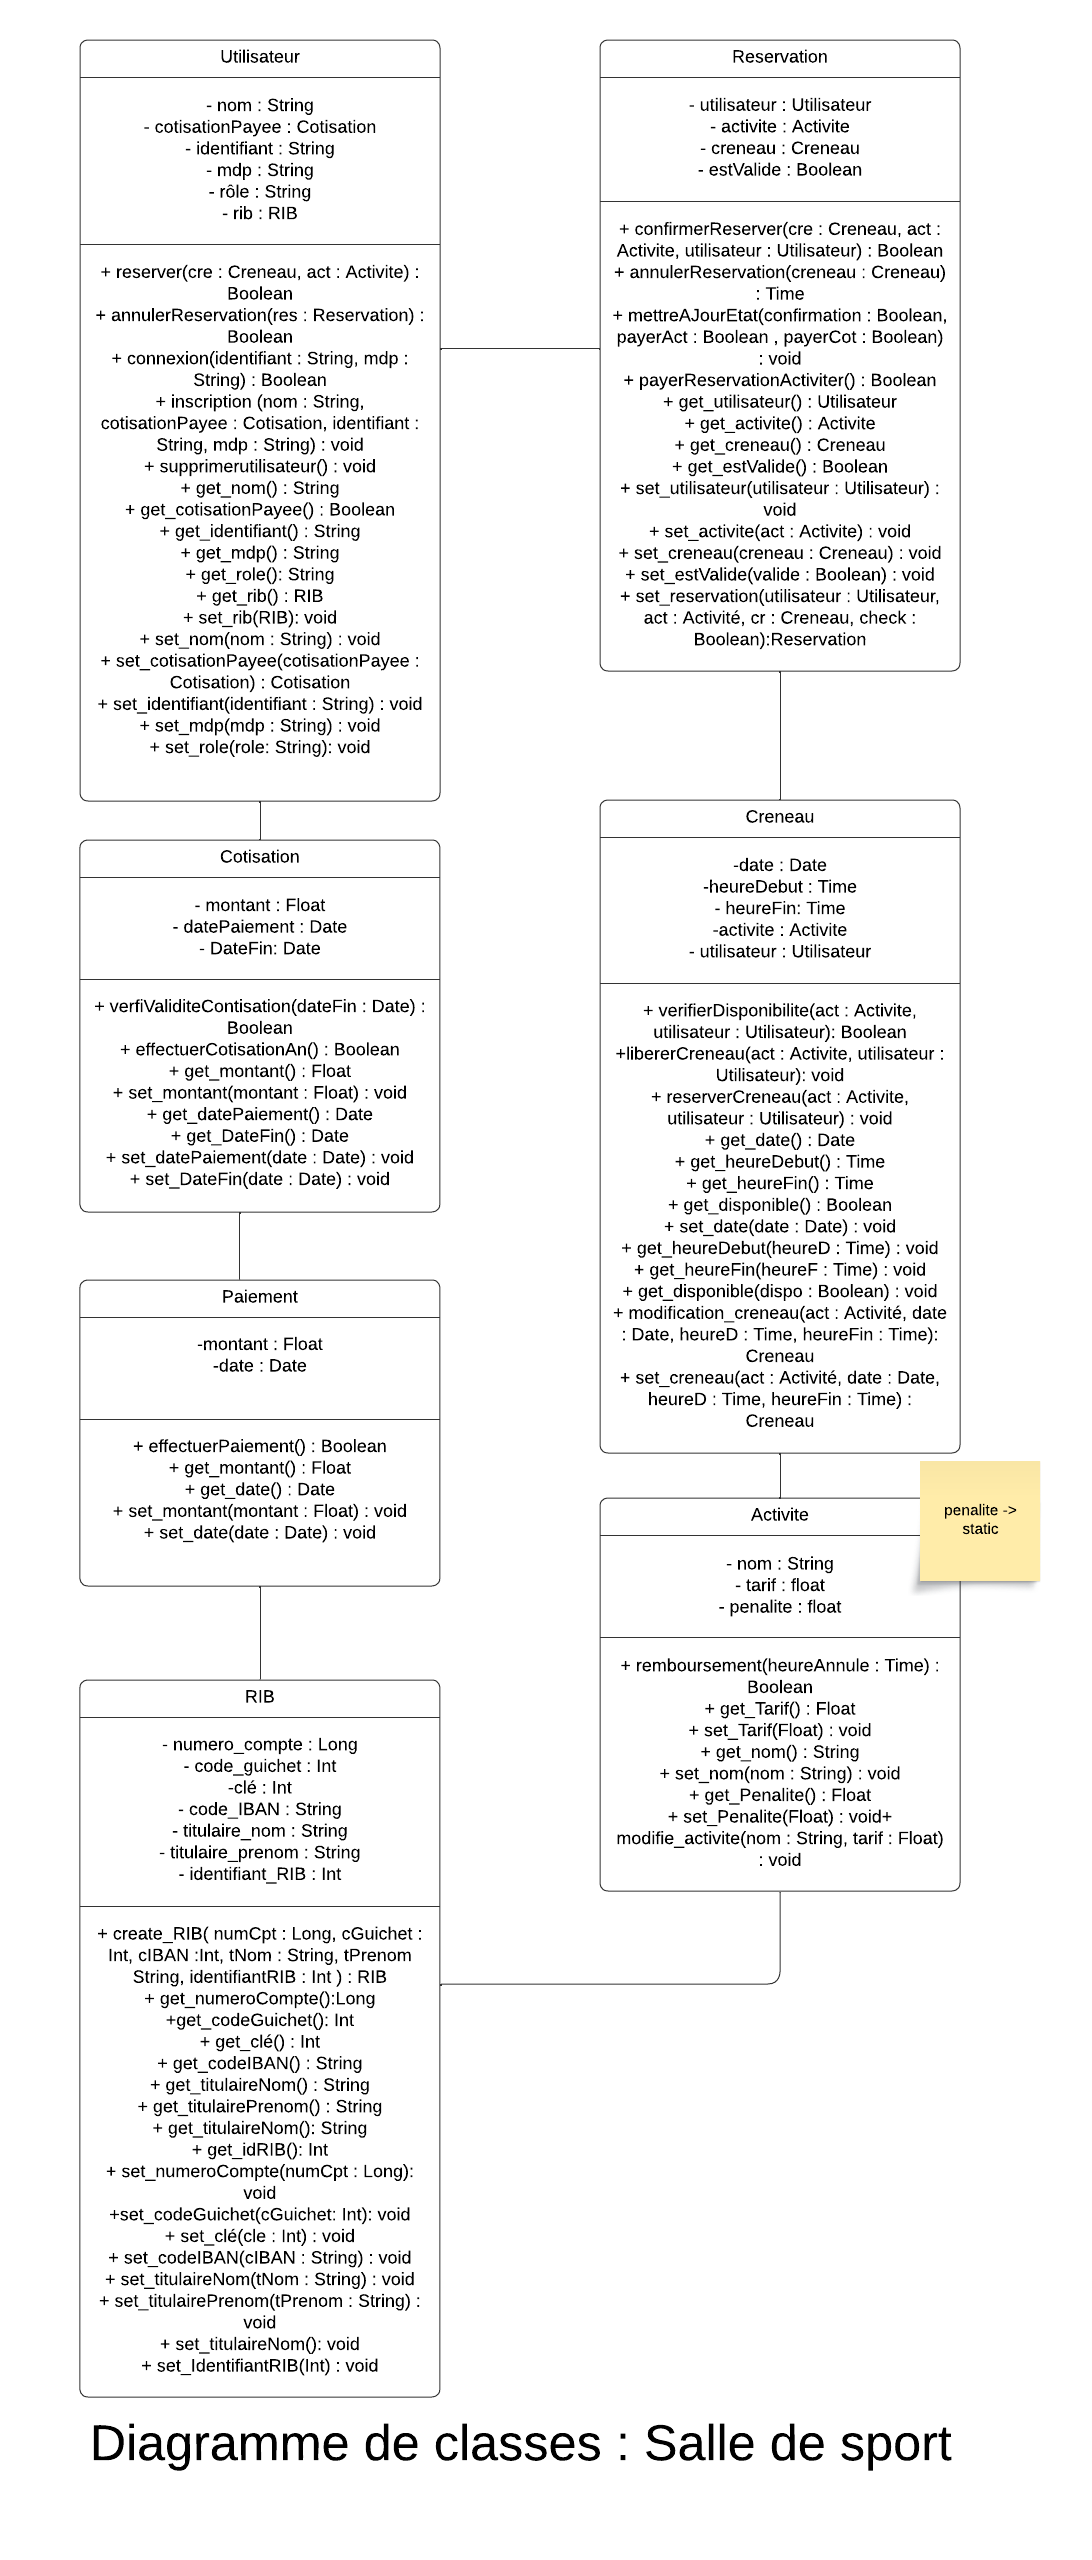 Utilisateur
- nom : String
- cotisationPayee : Cotisation
- identifiant : String
- mdp : String
- rôle : String
- rib : RIB
+ reserver(cre : Creneau, act : Activite) :
Boolean
+ annulerReservation(res : Reservation) :
Boolean
+ connexion(identifiant : String, mdp :
String) : Boolean
+ inscription (nom : String,
cotisationPayee : Cotisation, identifiant :
String, mdp : String) : void
+ supprimerutilisateur() : void
+ get_nom() : String
+ get_cotisationPayee() : Boolean
+ get_identifiant() : String
+ get_mdp() : String
+ get_role(): String
+ get_rib() : RIB
+ set_rib(RIB): void
+ set_nom(nom : String) : void
+ set_cotisationPayee(cotisationPayee :
Cotisation) : Cotisation
+ set_identifiant(identifiant : String) : void
+ set_mdp(mdp : String) : void
+ set_role(role: String): void
Cotisation
- montant : Float
- datePaiement : Date
- DateFin: Date
+ verfiValiditeContisation(dateFin : Date) :
Boolean
+ effectuerCotisationAn() : Boolean
+ get_montant() : Float
+ set_montant(montant : Float) : void
+ get_datePaiement() : Date
+ get_DateFin() : Date
+ set_datePaiement(date : Date) : void
+ set_DateFin(date : Date) : void
Paiement
-montant : Float
-date : Date
+ effectuerPaiement() : Boolean
+ get_montant() : Float
+ get_date() : Date
+ set_montant(montant : Float) : void
+ set_date(date : Date) : void
RIB
- numero_compte : Long
- code_guichet : Int
-clé : Int
- code_IBAN : String
- titulaire_nom : String
- titulaire_prenom : String
- identifiant_RIB : Int
+ create_RIB( numCpt : Long, cGuichet :
Int, cIBAN :Int, tNom : String, tPrenom
String, identifiantRIB : Int ) : RIB
+ get_numeroCompte():Long
+get_codeGuichet(): Int
+ get_clé() : Int
+ get_codeIBAN() : String
+ get_titulaireNom() : String
+ get_titulairePrenom() : String
+ get_titulaireNom(): String
+ get_idRIB(): Int
+ set_numeroCompte(numCpt : Long):
void
+set_codeGuichet(cGuichet: Int): void
+ set_clé(cle : Int) : void
+ set_codeIBAN(cIBAN : String) : void
+ set_titulaireNom(tNom : String) : void
+ set_titulairePrenom(tPrenom : String) :
void
+ set_titulaireNom(): void
+ set_IdentifiantRIB(Int) : void
Reservation
- utilisateur : Utilisateur
- activite : Activite
- creneau : Creneau
- estValide : Boolean
+ confirmerReserver(cre : Creneau, act :
Activite, utilisateur : Utilisateur) : Boolean
+ annulerReservation(creneau : Creneau)
: Time
+ mettreAJourEtat(confirmation : Boolean,
payerAct : Boolean , payerCot : Boolean)
: void
+ payerReservationActiviter() : Boolean
+ get_utilisateur() : Utilisateur
+ get_activite() : Activite
+ get_creneau() : Creneau
+ get_estValide() : Boolean
+ set_utilisateur(utilisateur : Utilisateur) :
void
+ set_activite(act : Activite) : void
+ set_creneau(creneau : Creneau) : void
+ set_estValide(valide : Boolean) : void
+ set_reservation(utilisateur : Utilisateur,
act : Activité, cr : Creneau, check :
Boolean):Reservation
Creneau
-date : Date
-heureDebut : Time
- heureFin: Time
-activite : Activite
- utilisateur : Utilisateur
+ verifierDisponibilite(act : Activite,
utilisateur : Utilisateur): Boolean
+libererCreneau(act : Activite, utilisateur :
Utilisateur): void
+ reserverCreneau(act : Activite,
utilisateur : Utilisateur) : void
+ get_date() : Date
+ get_heureDebut() : Time
+ get_heureFin() : Time
+ get_disponible() : Boolean
+ set_date(date : Date) : void
+ get_heureDebut(heureD : Time) : void
+ get_heureFin(heureF : Time) : void
+ get_disponible(dispo : Boolean) : void
+ modification_creneau(act : Activité, date
: Date, heureD : Time, heureFin : Time):
Creneau
+ set_creneau(act : Activité, date : Date,
heureD : Time, heureFin : Time) :
Creneau
penalite ->
static
Activite
- nom : String
- tarif : float
- penalite : float
+ remboursement(heureAnnule : Time) :
Boolean
+ get_Tarif() : Float
+ set_Tarif(Float) : void
+ get_nom() : String
+ set_nom(nom : String) : void
+ get_Penalite() : Float
+ set_Penalite(Float) : void+
modifie_activite(nom : String, tarif : Float)
: void
Diagramme de classes : Salle de sport